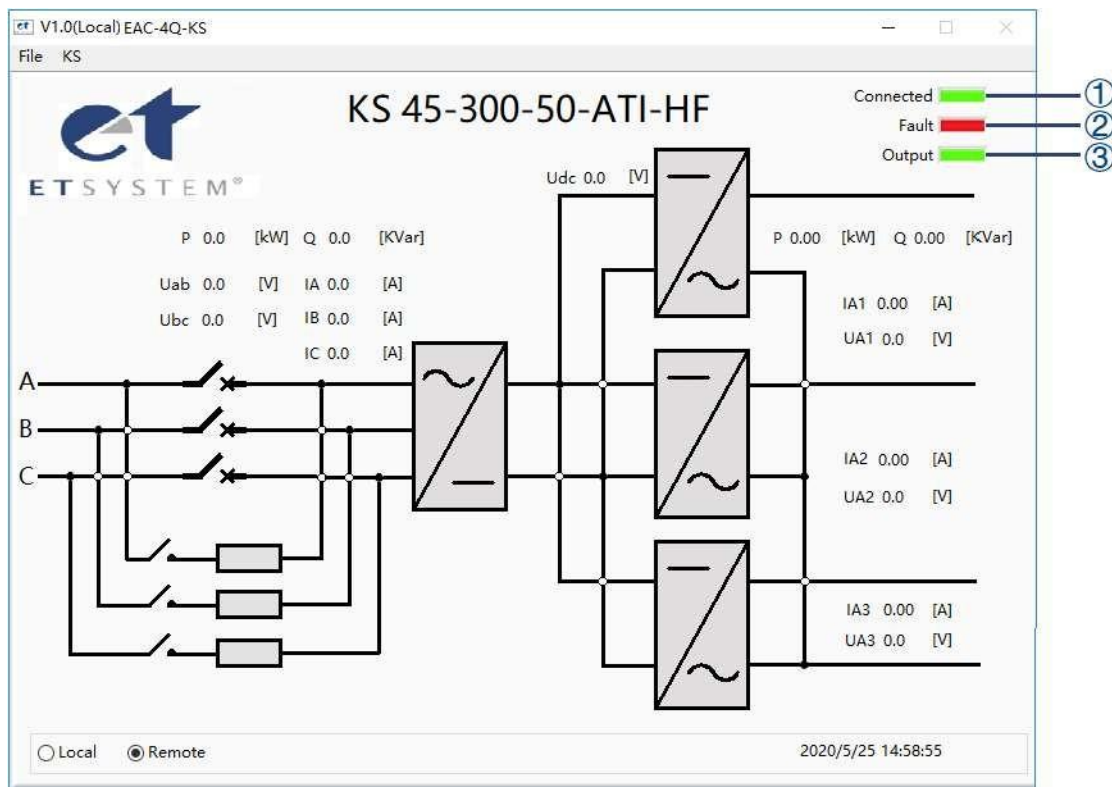 et V1.0(Local) EAC-4Q-KS
File KS
et
ETSYSTEM®
KS 45-300-50-ATI-HF
Connected ①
Fault ②
Output ③
Udc 0.0 [V]
P 0.0 [kW] Q 0.0 [KVar]
P 0.00 [kW] Q 0.00 [KVar]
Uab 0.0 [V] IA 0.0 [A]
Ubc 0.0 [V] IB 0.0 [A]
IC 0.0 [A]
IA1 0.00 [A]
UA1 0.0 [V]
A
B
C
IA2 0.00 [A]
UA2 0.0 [V]
IA3 0.00 [A]
UA3 0.0 [V]
Local Remote
2020/5/25 14:58:55